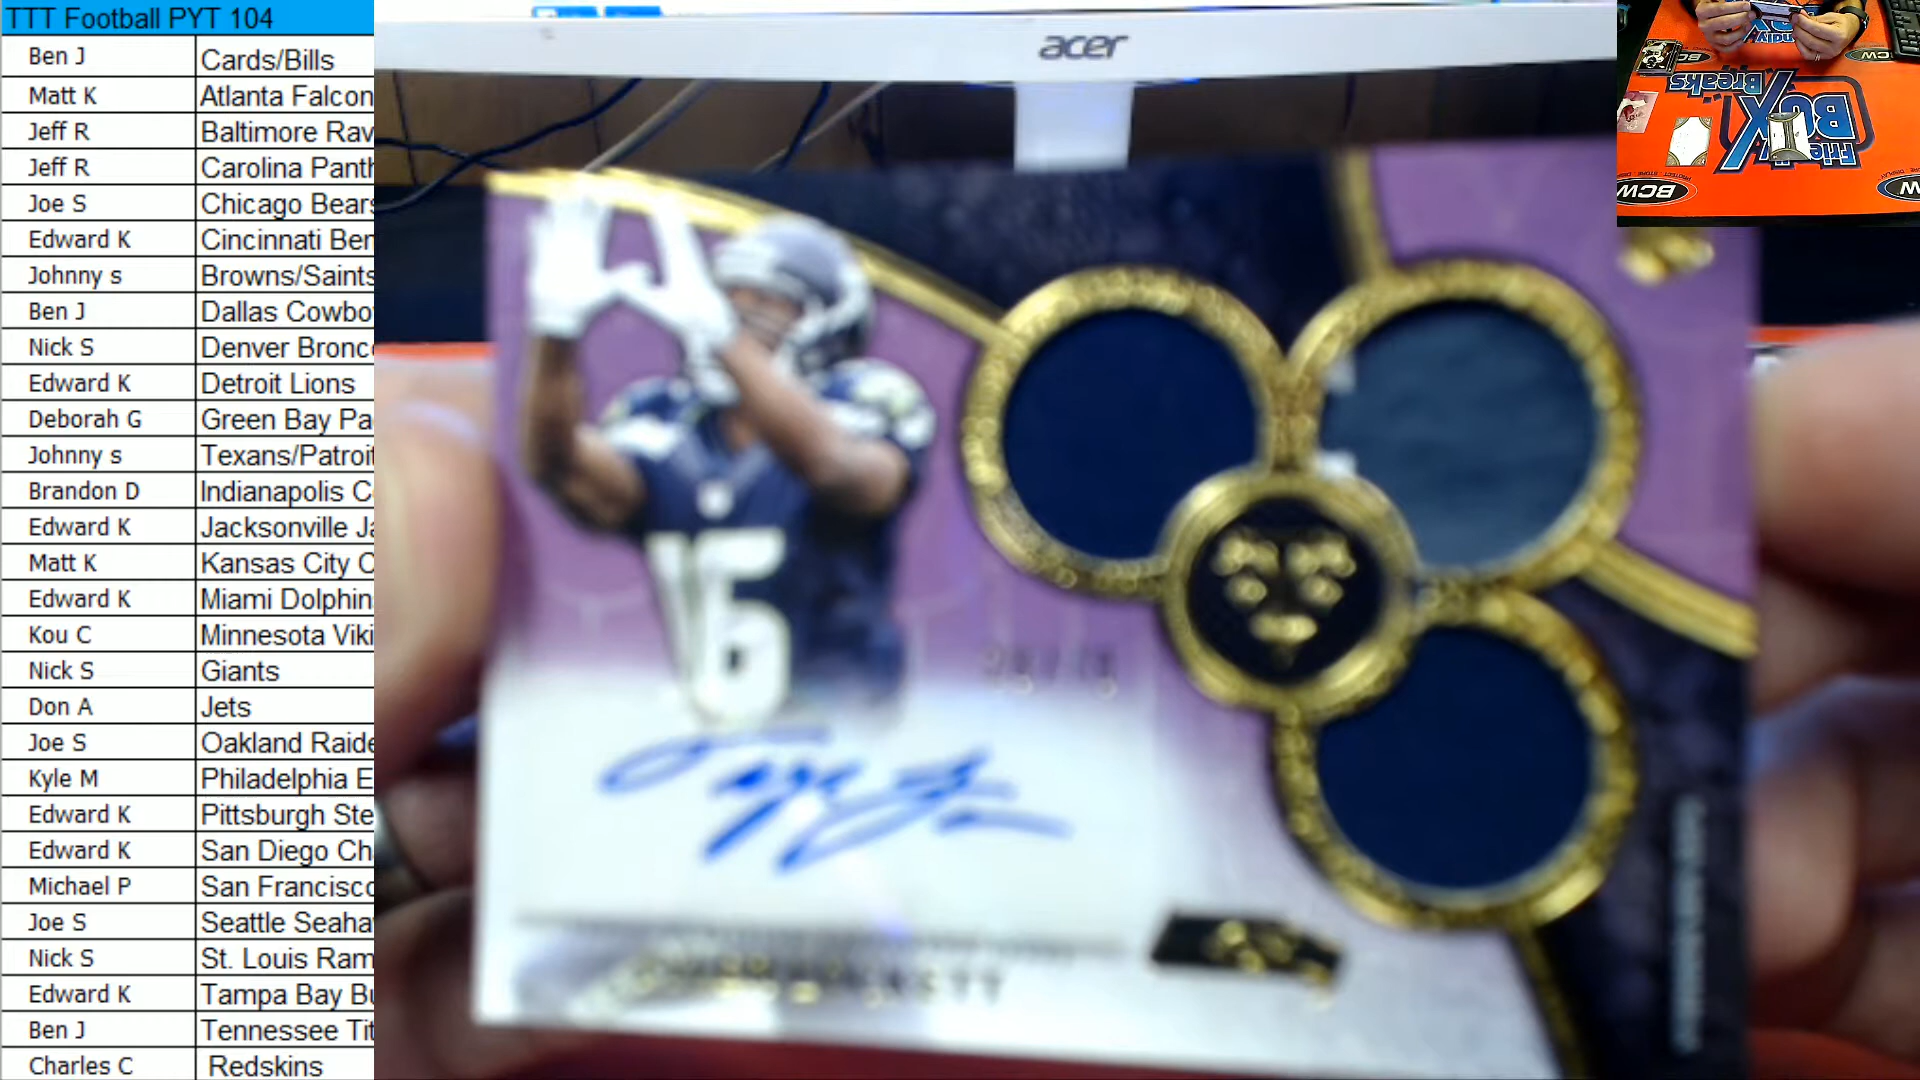 TTT Football PYT 104
Ben J Cards/Bills
Matt K Atlanta Falcon
Jeff R Baltimore Rav
Jeff R Carolina Panth
Joe S Chicago Bears
Edward K Cincinnati Ben
Johnny s Browns/Saints
Ben J Dallas Cowbo
Nick S Denver Bronc
Edward K Detroit Lions
Deborah G Green Bay Pa
Johnny s Texans/Patroit
Brandon D Indianapolis C
Edward K Jacksonville Ja
Matt K Kansas City C
Edward K Miami Dolphin
Kou C Minnesota Viki
Nick S Giants
Don A Jets
Joe S Oakland Raide
Kyle M Philadelphia E
Edward K Pittsburgh Ste
Edward K San Diego Ch
Michael P San Francisco
Joe S Seattle Seaha
Nick S St. Louis Ram
Edward K Tampa Bay Bu
Ben J Tennessee Tit
Charles C Redskins
acer
16
BCW
Friendly
Box
Breaks
BCW